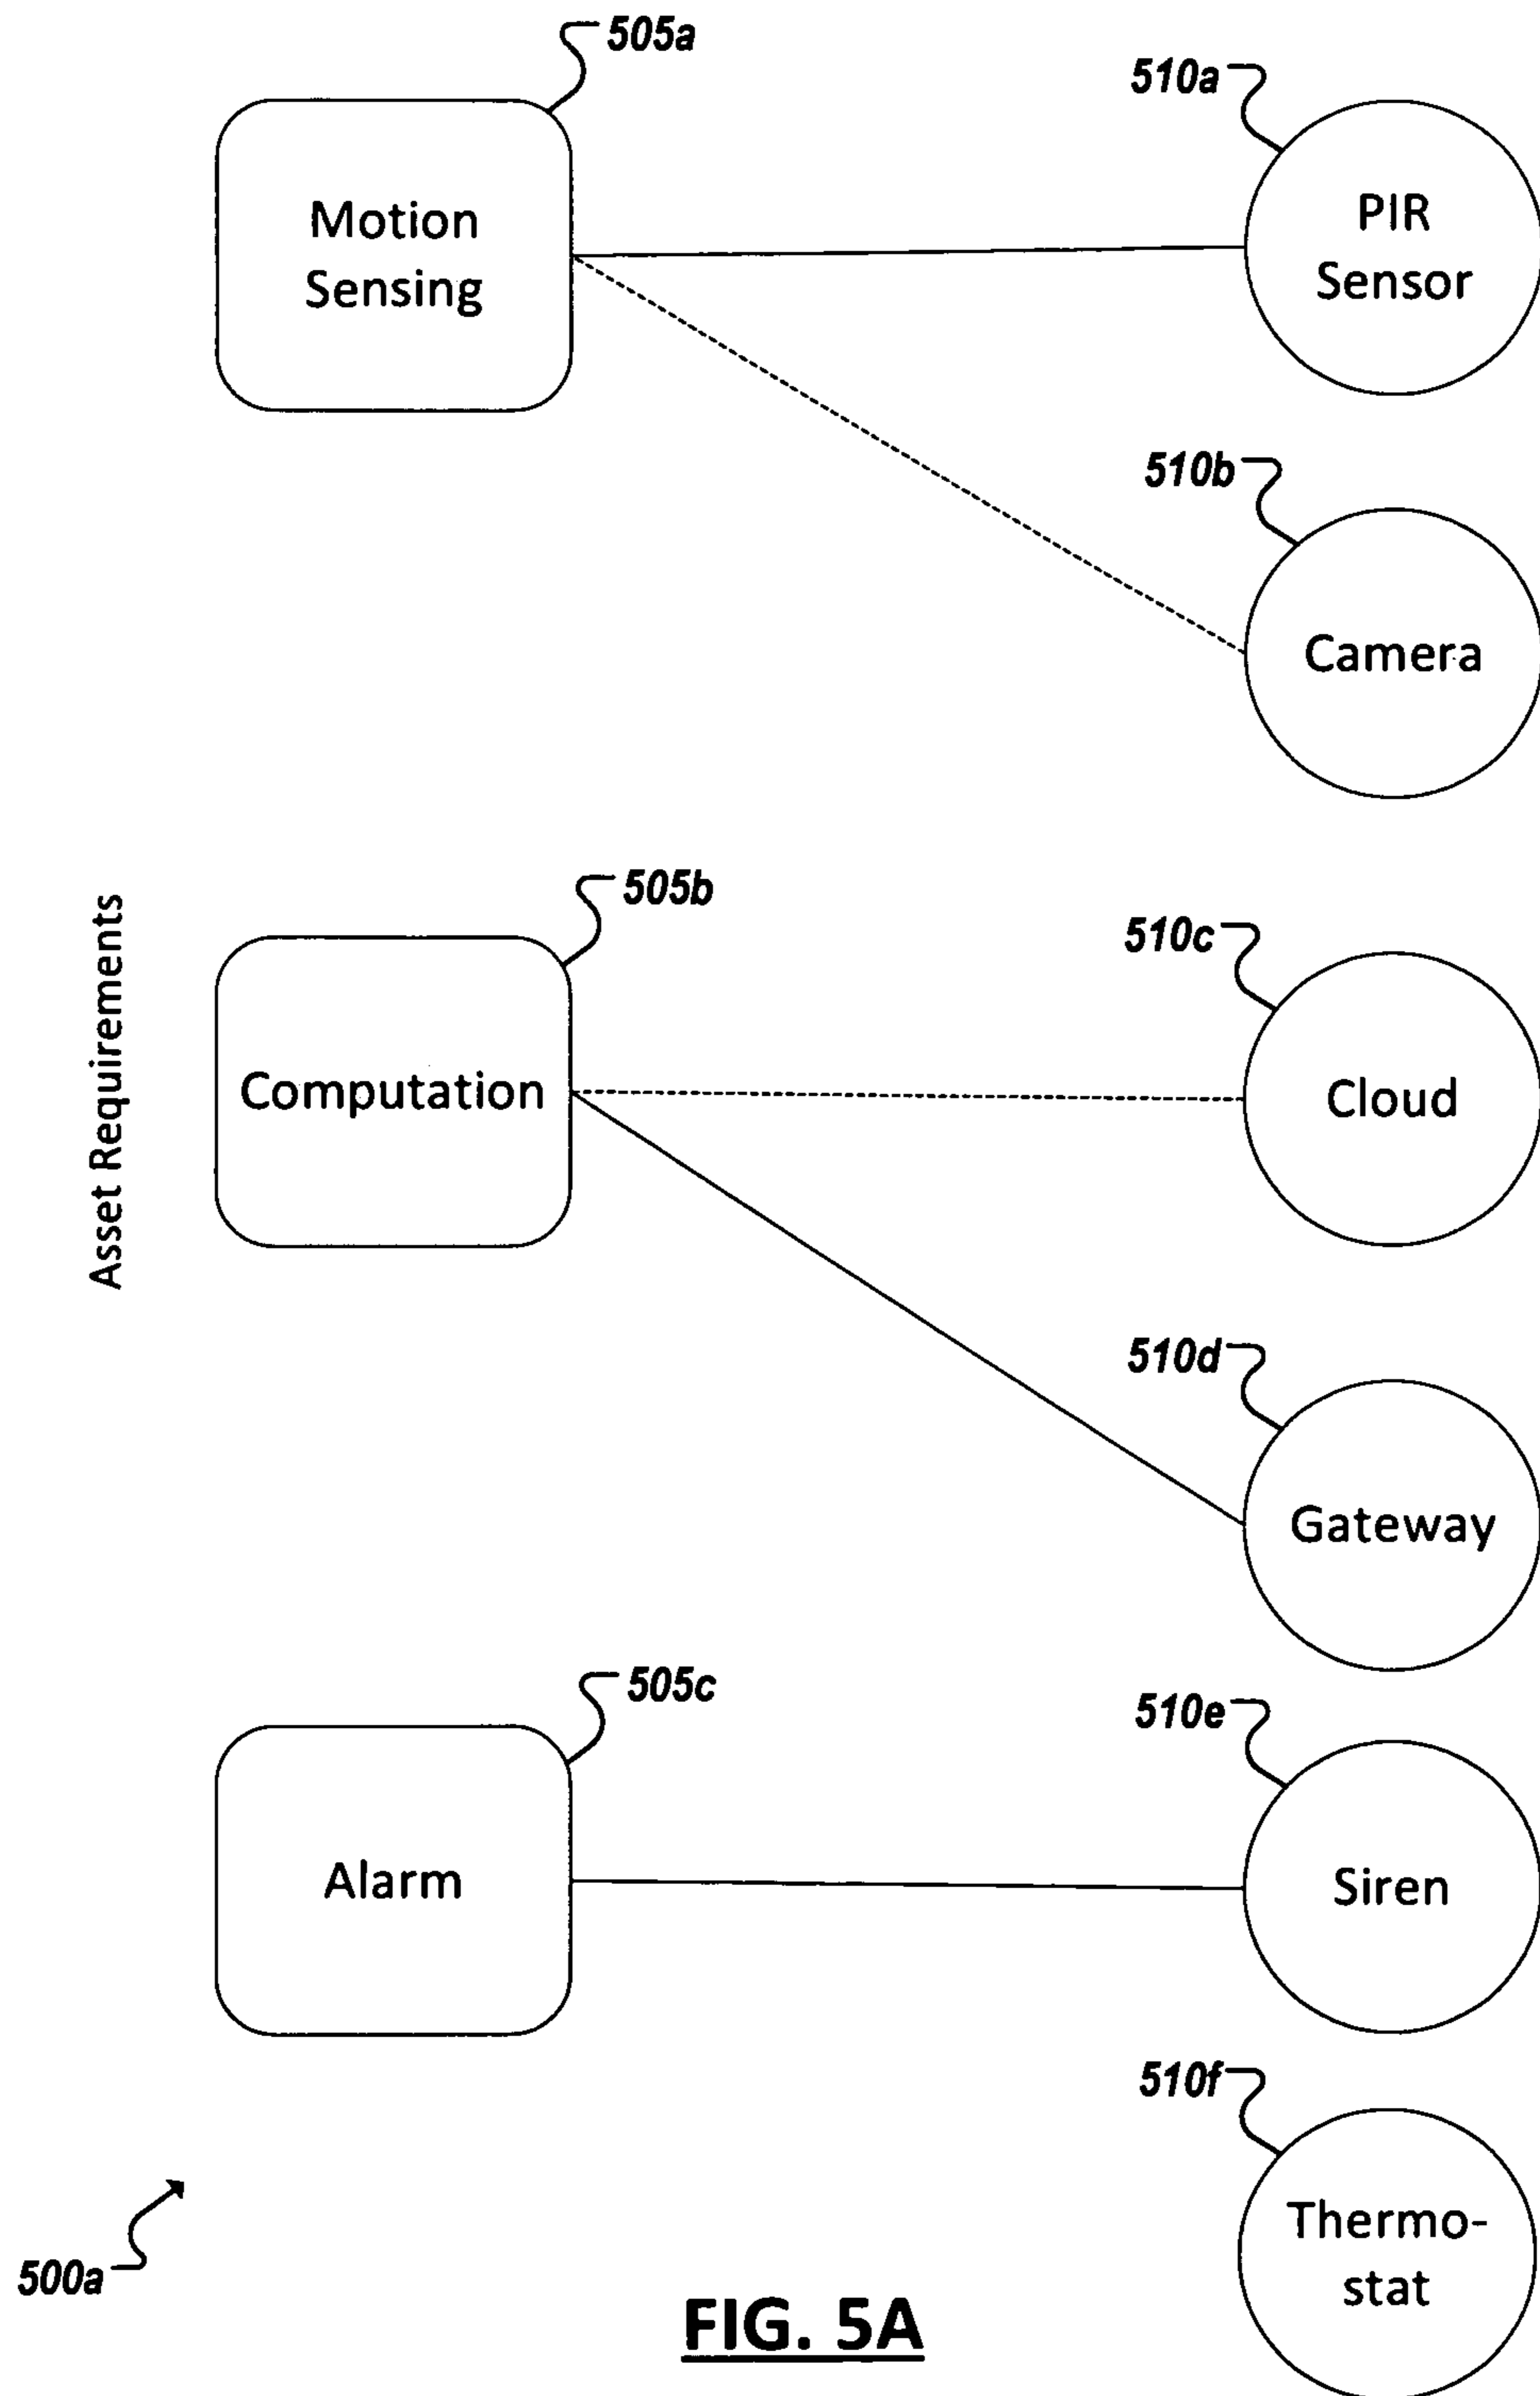 505a
510a
Motion
Sensing
PIR
Sensor
510b
Camera
Asset Requirements
505b
510c
Computation
Cloud
510d
Gateway
505c
510e
Alarm
Siren
510f
Thermo-
stat
500a
FIG. 5A